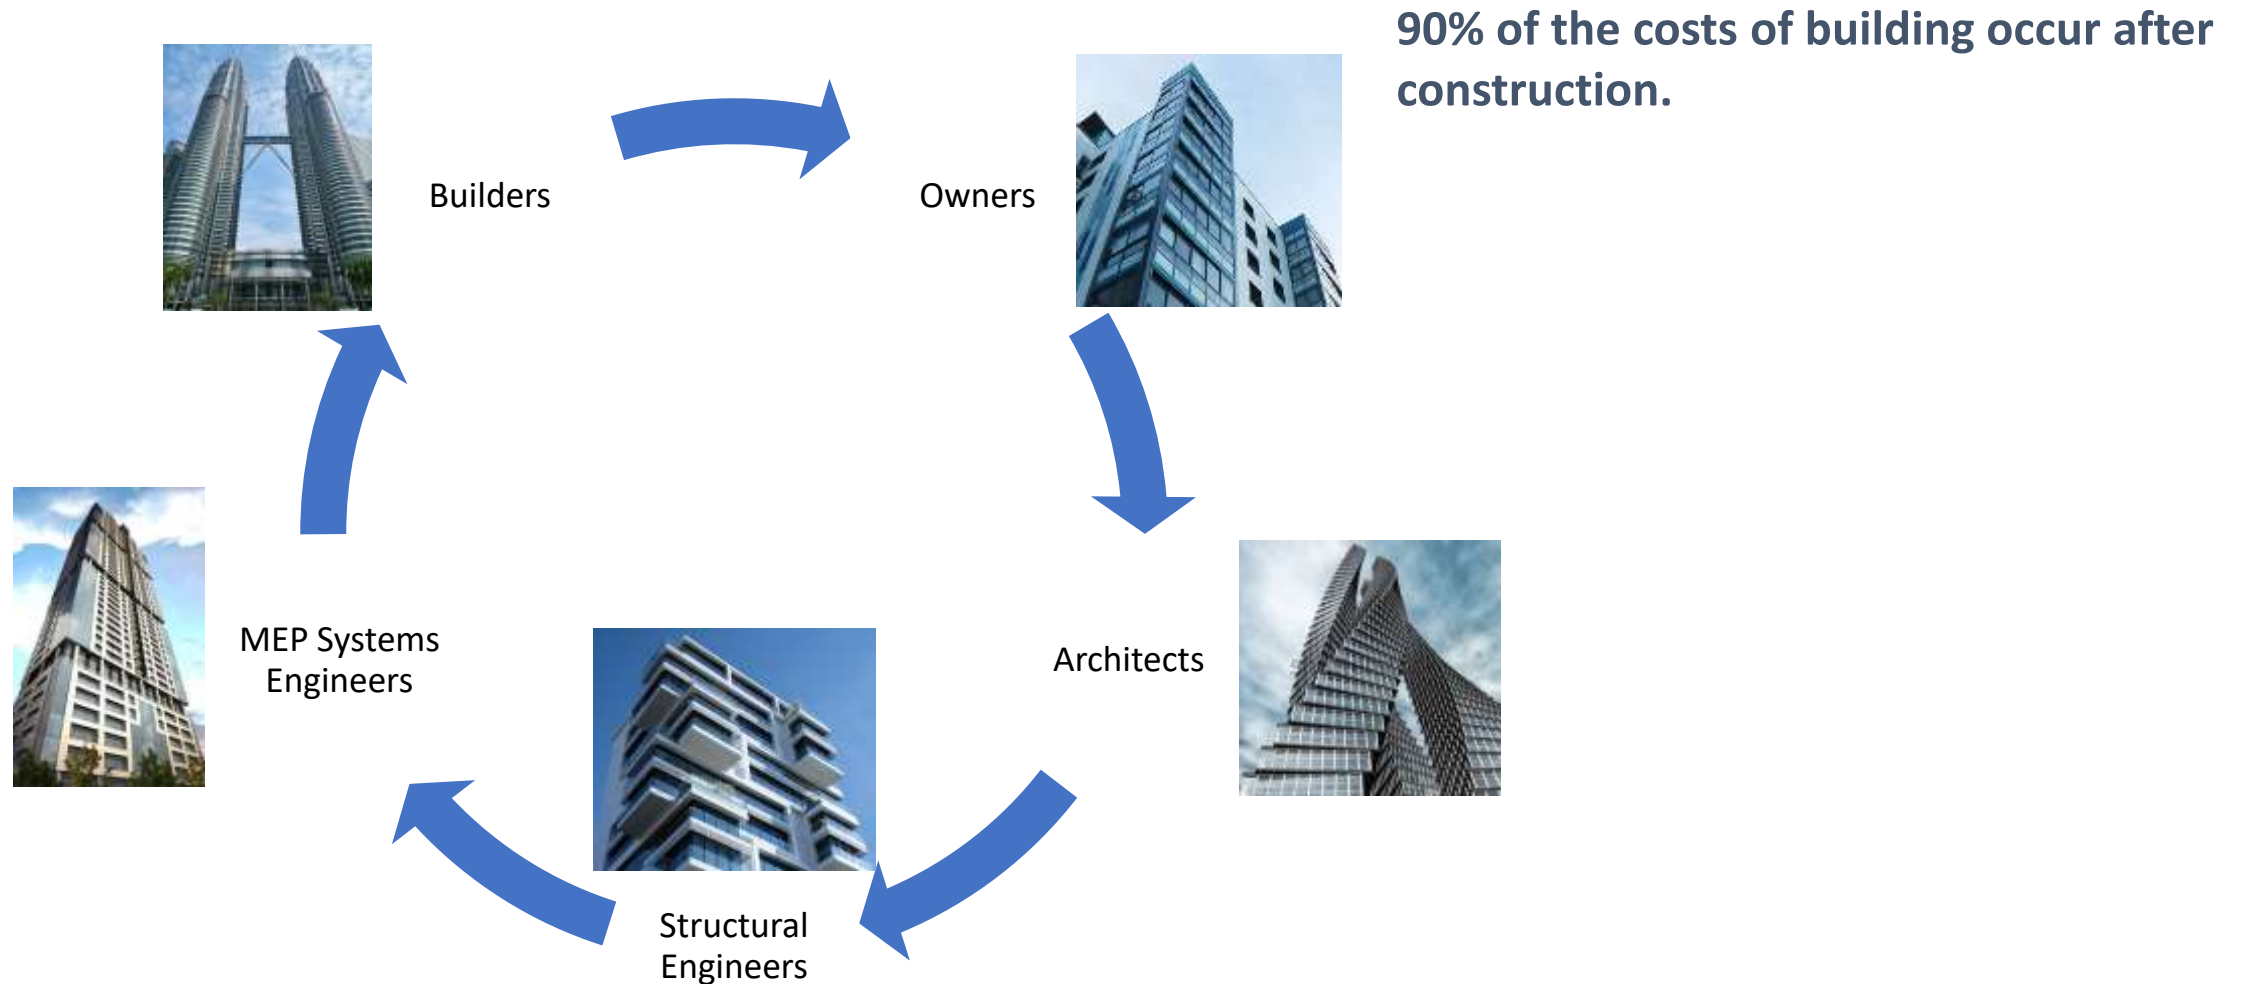 90% of the costs of building occur after
construction.
Builders
Owners
Architects
Structural
Engineers
MEP Systems
Engineers